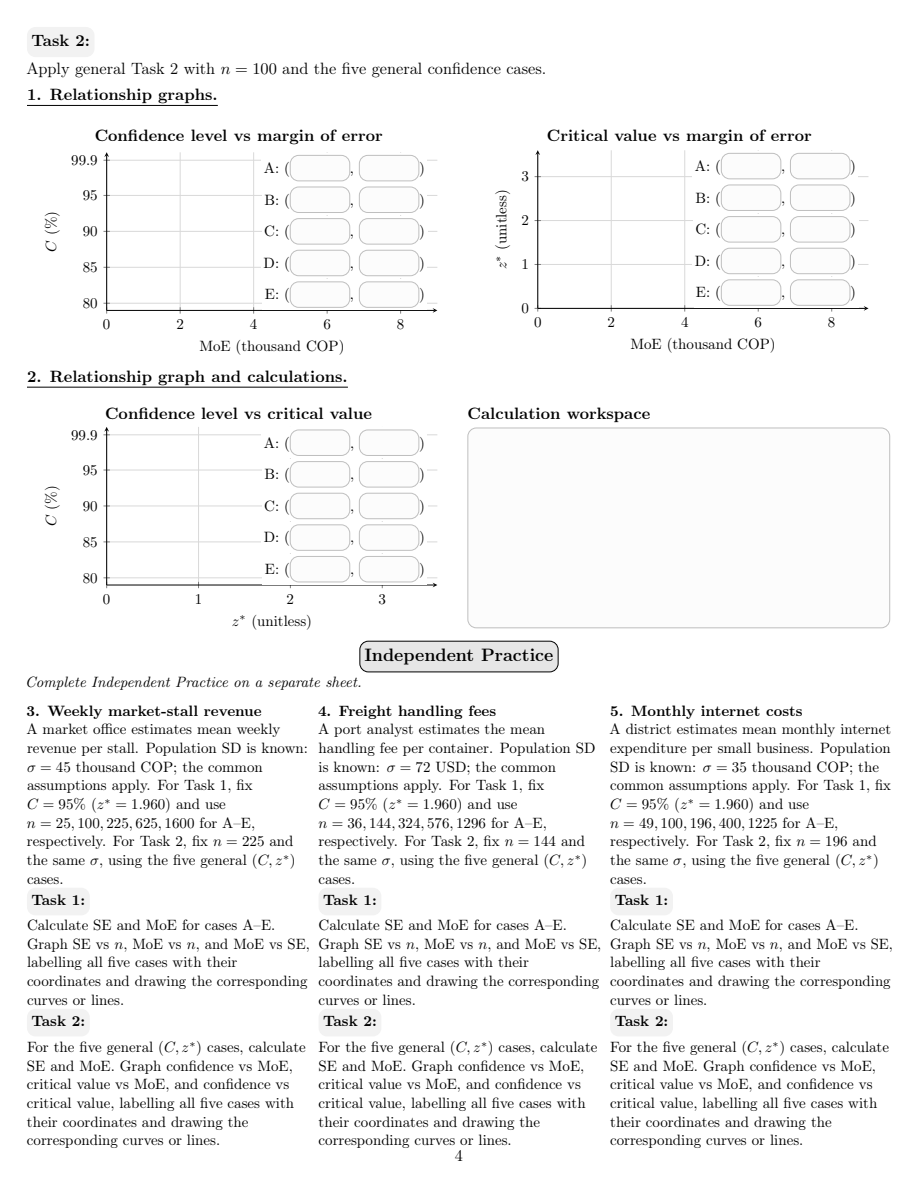 Task 2:
Apply general Task 2 with n = 100 and the five general confidence cases.
1. Relationship graphs.
Confidence level vs margin of error
99.9
95
90
85
80
C (%)
A: ( , )
B: ( , )
C: ( , )
D: ( , )
E: ( , )
0 2 4 6 8
MoE (thousand COP)
Critical value vs margin of error
3
2
1
0
z* (unitless)
A: ( , )
B: ( , )
C: ( , )
D: ( , )
E: ( , )
0 2 4 6 8
MoE (thousand COP)
2. Relationship graph and calculations.
Confidence level vs critical value
99.9
95
90
85
80
C (%)
A: ( , )
B: ( , )
C: ( , )
D: ( , )
E: ( , )
0 1 2 3
z* (unitless)
Calculation workspace
Independent Practice
Complete Independent Practice on a separate sheet.
3. Weekly market-stall revenue
A market office estimates mean weekly
revenue per stall. Population SD is known:
σ = 45 thousand COP; the common
assumptions apply. For Task 1, fix
C = 95% (z* = 1.960) and use
n = 25, 100, 225, 625, 1600 for A–E,
respectively. For Task 2, fix n = 225 and
the same σ, using the five general (C, z*)
cases.
Task 1:
Calculate SE and MoE for cases A–E.
Graph SE vs n, MoE vs n, and MoE vs SE,
labelling all five cases with their
coordinates and drawing the corresponding
curves or lines.
Task 2:
For the five general (C, z*) cases, calculate
SE and MoE. Graph confidence vs MoE,
critical value vs MoE, and confidence vs
critical value, labelling all five cases with
their coordinates and drawing the
corresponding curves or lines.
4. Freight handling fees
A port analyst estimates the mean
handling fee per container. Population SD
is known: σ = 72 USD; the common
assumptions apply. For Task 1, fix
C = 95% (z* = 1.960) and use
n = 36, 144, 324, 576, 1296 for A–E,
respectively. For Task 2, fix n = 144 and
the same σ, using the five general (C, z*)
cases.
Task 1:
Calculate SE and MoE for cases A–E.
Graph SE vs n, MoE vs n, and MoE vs SE,
labelling all five cases with their
coordinates and drawing the corresponding
curves or lines.
Task 2:
For the five general (C, z*) cases, calculate
SE and MoE. Graph confidence vs MoE,
critical value vs MoE, and confidence vs
critical value, labelling all five cases with
their coordinates and drawing the
corresponding curves or lines.
5. Monthly internet costs
A district estimates mean monthly internet
expenditure per small business. Population
SD is known: σ = 35 thousand COP; the
common assumptions apply. For Task 1, fix
C = 95% (z* = 1.960) and use
n = 49, 100, 196, 400, 1225 for A–E,
respectively. For Task 2, fix n = 196 and
the same σ, using the five general (C, z*)
cases.
Task 1:
Calculate SE and MoE for cases A–E.
Graph SE vs n, MoE vs n, and MoE vs SE,
labelling all five cases with their
coordinates and drawing the corresponding
curves or lines.
Task 2:
For the five general (C, z*) cases, calculate
SE and MoE. Graph confidence vs MoE,
critical value vs MoE, and confidence vs
critical value, labelling all five cases with
their coordinates and drawing the
corresponding curves or lines.
4